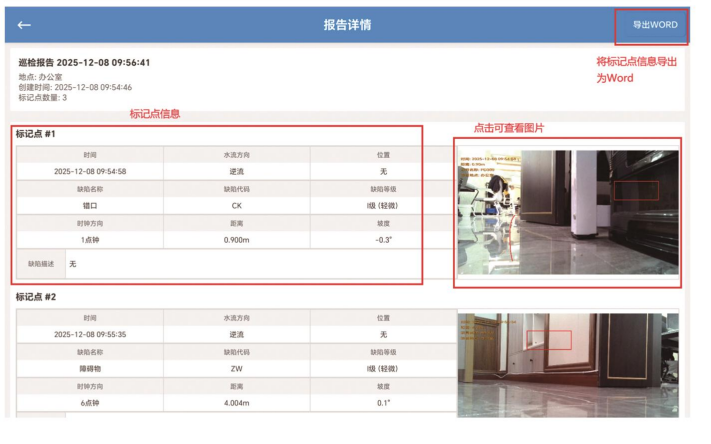 ←
报告详情
导出WORD
巡检报告 2025-12-08 09:56:41
地点: 办公室
创建时间: 2025-12-08 09:54:46
标记点数量: 3
将标记点信息导出
为Word
标记点信息
点击可查看图片
标记点 #1
时间 水流方向 位置
2025-12-08 09:54:58 逆流 无
缺陷名称 缺陷代码 缺陷等级
错口 CK I级 (轻微)
时钟方向 距离 坡度
1点钟 0.900m -0.3°
缺陷描述 无
标记点 #2
时间 水流方向 位置
2025-12-08 09:55:35 逆流 无
缺陷名称 缺陷代码 缺陷等级
障碍物 ZW I级 (轻微)
时钟方向 距离 坡度
6点钟 4.004m 0.1°